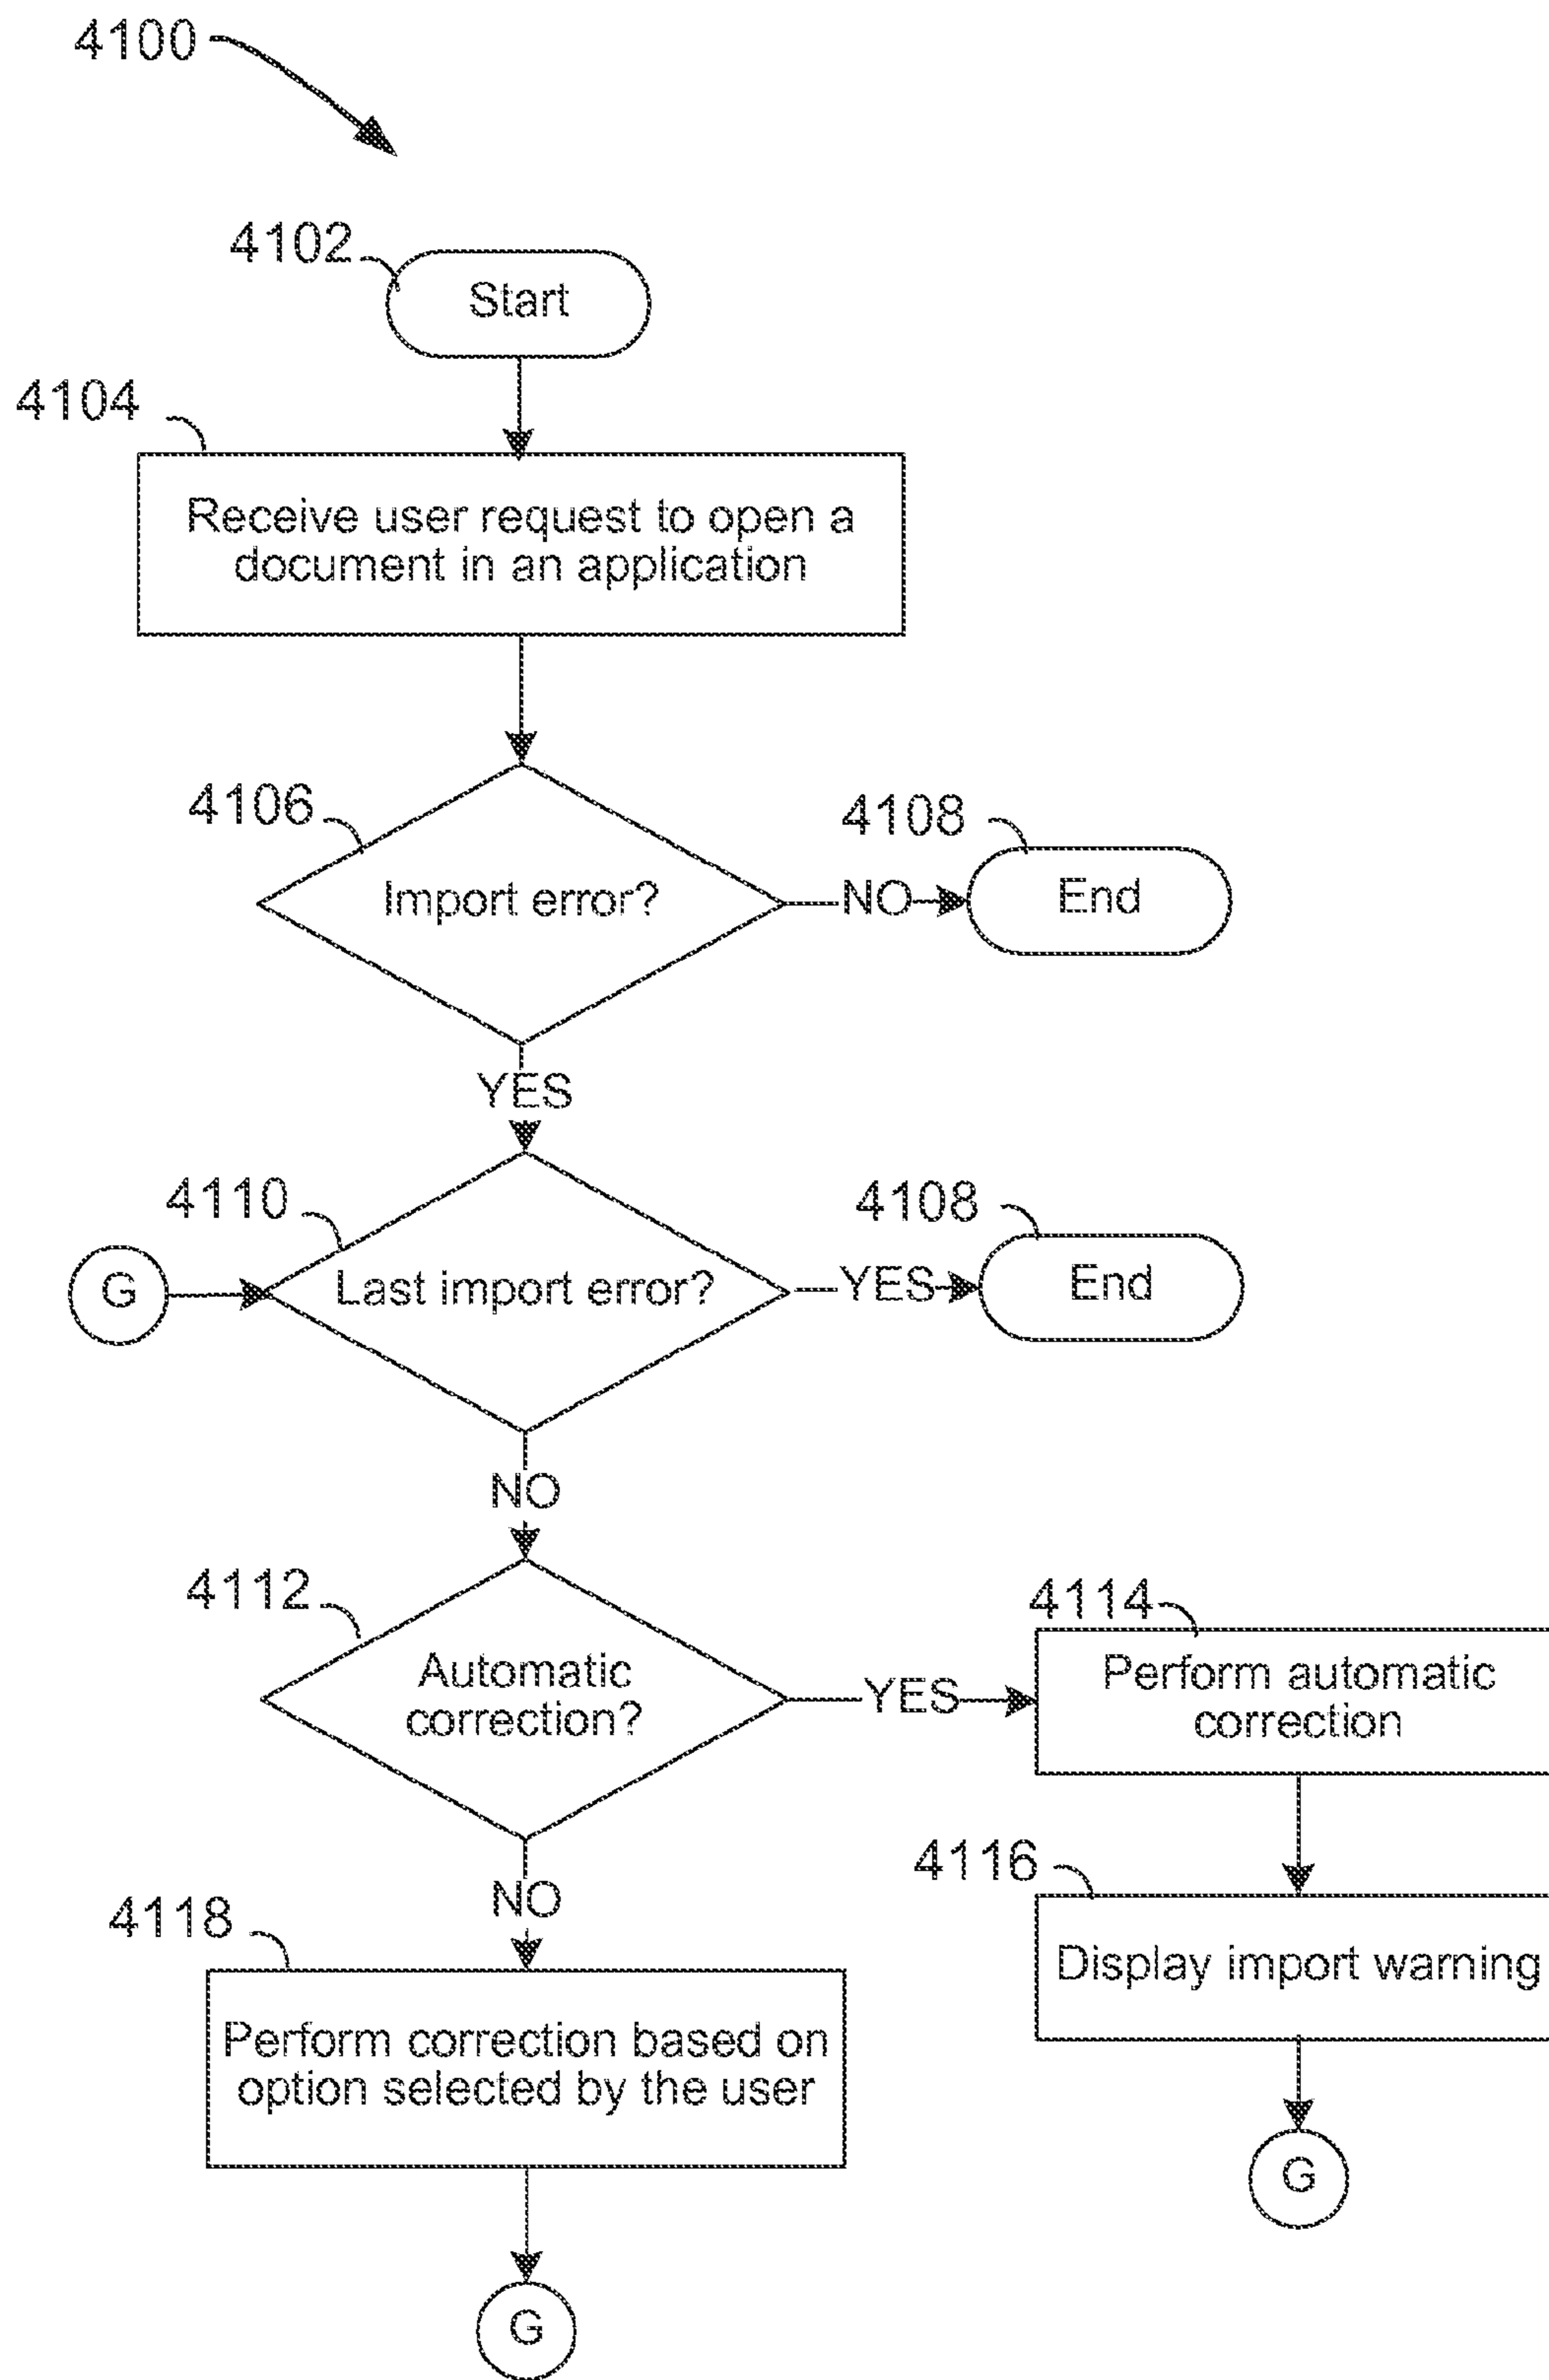 4100
4102
Start
4104
Receive user request to open a
document in an application
4106
Import error?
NO
4108
End
YES
4110
G
Last import error?
YES
4108
End
NO
4112
Automatic
correction?
YES
4114
Perform automatic
correction
4116
Display import warning
G
NO
4118
Perform correction based on
option selected by the user
G